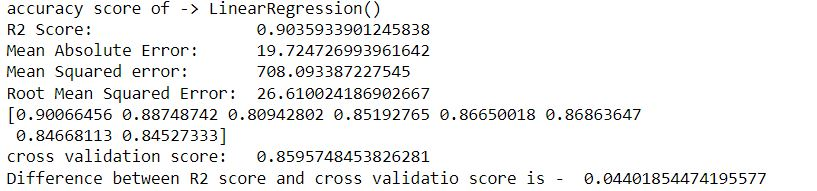 accuracy score of -> LinearRegression()
R2 Score: 0.9035933901245838
Mean Absolute Error: 19.724726993961642
Mean Squared error: 708.093387227545
Root Mean Squared Error: 26.610024186902667
[0.90066456 0.88748742 0.80942802 0.85192765 0.86650018 0.86863647
0.84668113 0.84527333]
cross validation score: 0.8595748453826281
Difference between R2 score and cross validatio score is - 0.04401854474195577